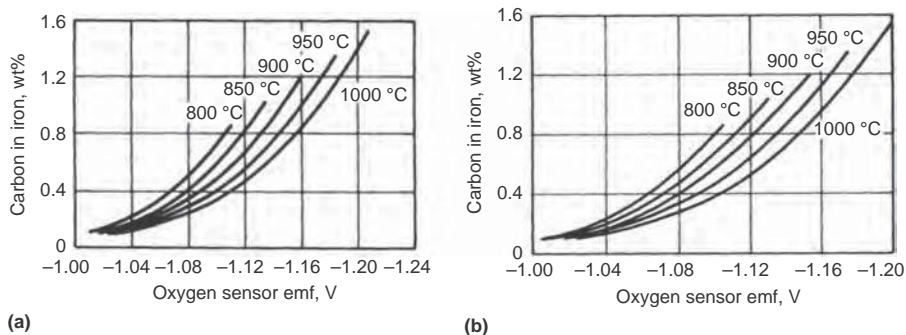 1.6
1.2
0.8
0.4
0
Carbon in iron, wt%
800 °C
850 °C
900 °C
950 °C
1000 °C
–1.00
–1.04
–1.08
–1.12
–1.16
–1.20
–1.24
Oxygen sensor emf, V
(a)
1.6
1.2
0.8
0.4
0
Carbon in iron, wt%
800 °C
850 °C
900 °C
950 °C
1000 °C
–1.00
–1.04
–1.08
–1.12
–1.16
–1.20
Oxygen sensor emf, V
(b)